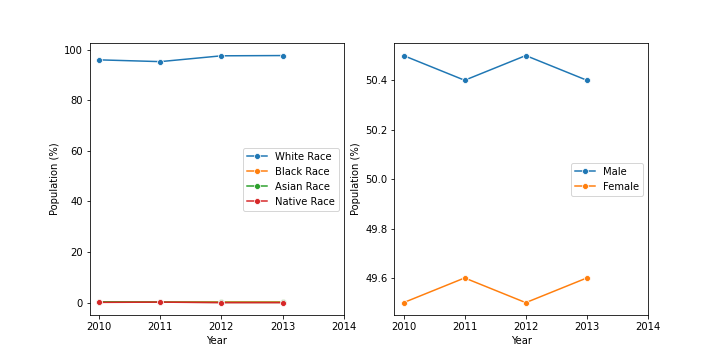 100
80
60
40
20
0
Population (%)
2010 2011 2012 2013 2014
Year
White Race
Black Race
Asian Race
Native Race
50.4
50.2
50.0
49.8
49.6
Population (%)
2010 2011 2012 2013 2014
Year
Male
Female